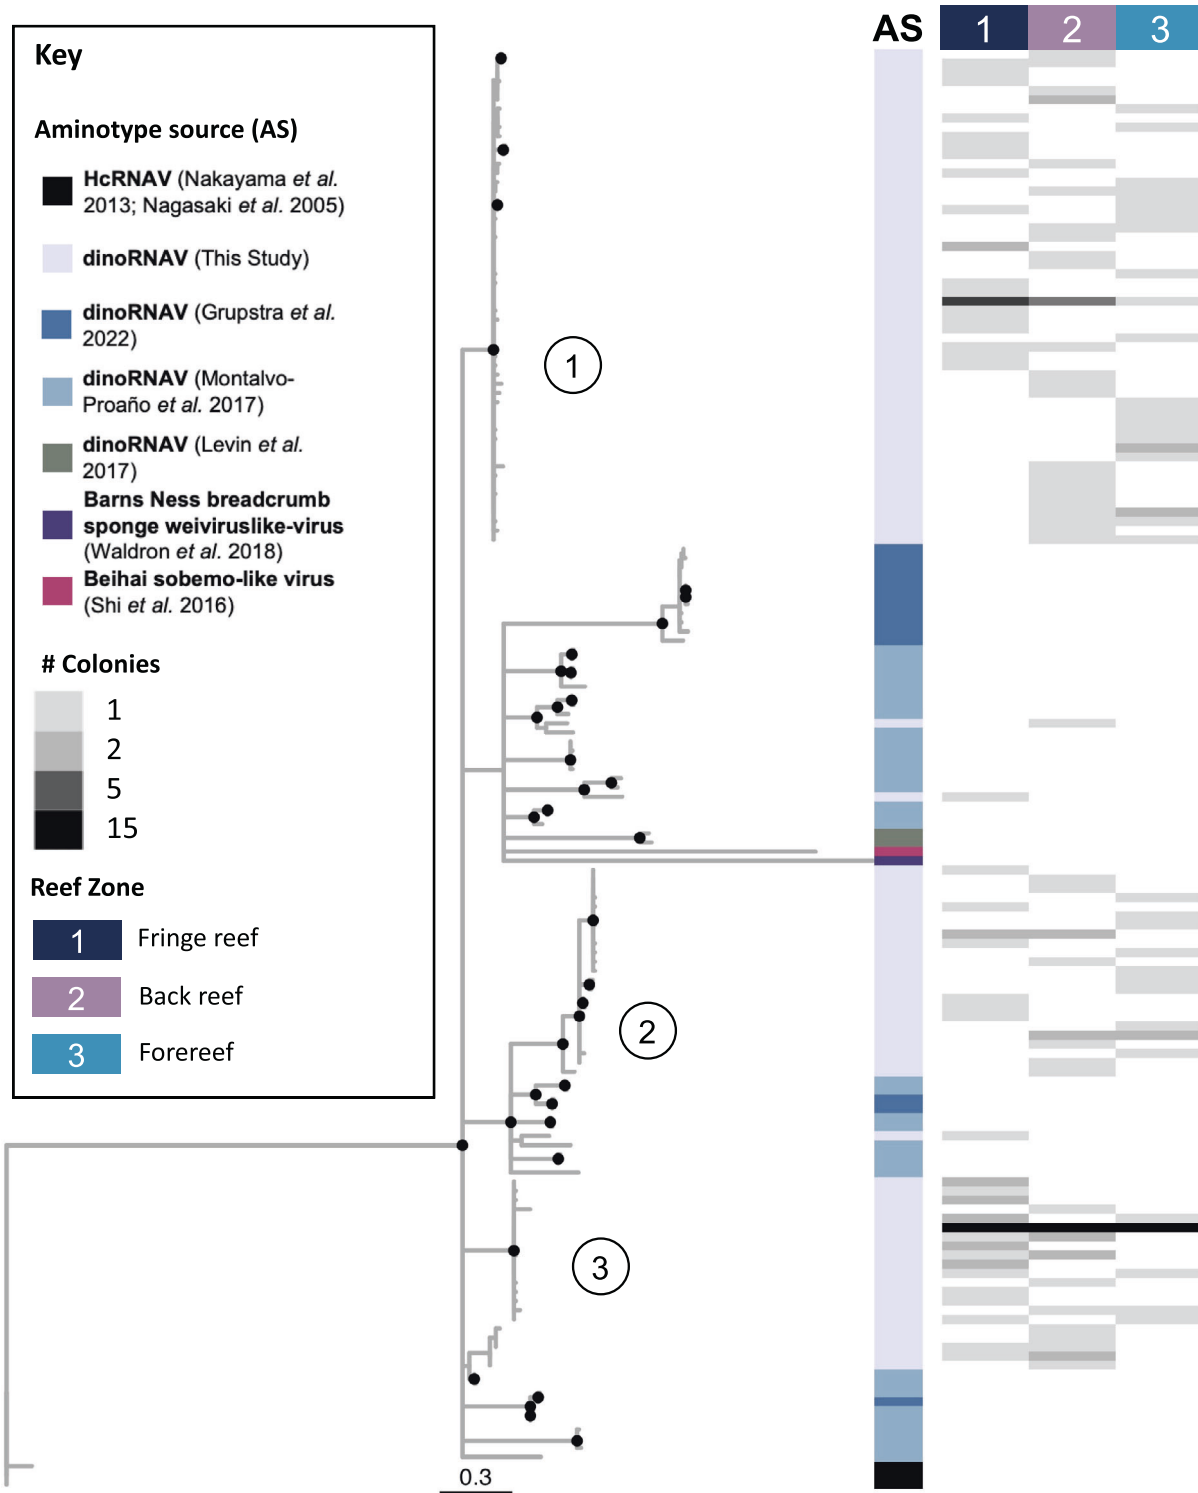 Key
Aminotype source (AS)
HcRNAV (Nakayama et al.
2013; Nagasaki et al. 2005)
dinoRNAV (This Study)
dinoRNAV (Grupstra et al.
2022)
dinoRNAV (Montalvo-
Proaño et al. 2017)
dinoRNAV (Levin et al.
2017)
Barns Ness breadcrumb
sponge weiviruslike-virus
(Waldron et al. 2018)
Beihai sobemo-like virus
(Shi et al. 2016)
# Colonies
1
2
5
15
Reef Zone
1 Fringe reef
2 Back reef
3 Forereef
AS 1 2 3
1
2
3
0.3